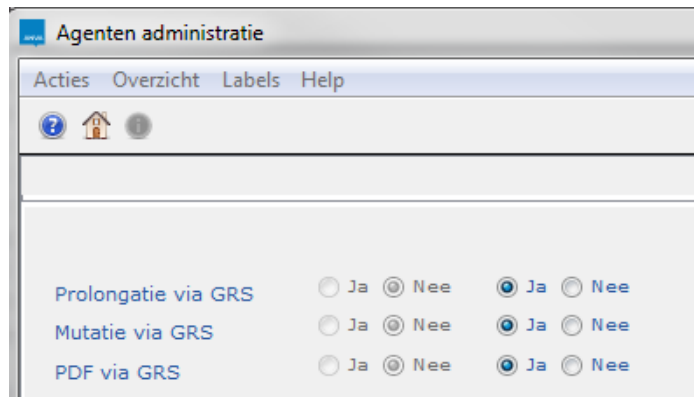 Agenten administratie
Acties Overzicht Labels Help
Prolongatie via GRS Ja Nee Ja Nee
Mutatie via GRS Ja Nee Ja Nee
PDF via GRS Ja Nee Ja Nee